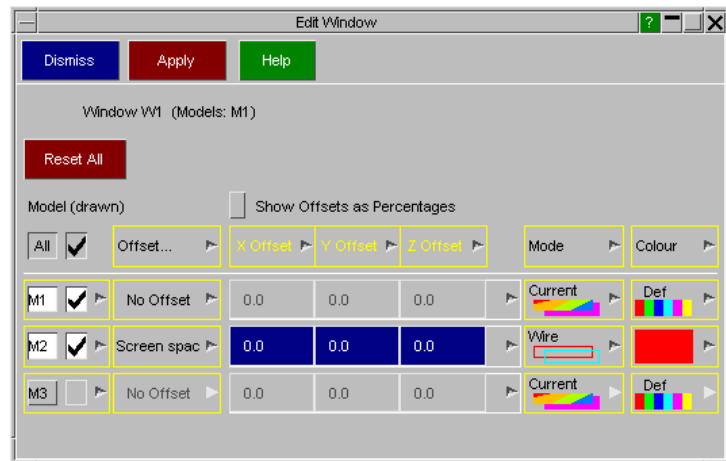 Edit Window ?
Dismiss Apply Help
Window W1 (Models: M1)
Reset All
Model (drawn) Show Offsets as Percentages
All Offset... X Offset Y Offset Z Offset Mode Colour
M1 No Offset 0.0 0.0 0.0 Current Def
M2 Screen spac 0.0 0.0 0.0 Wire
M3 No Offset 0.0 0.0 0.0 Current Def